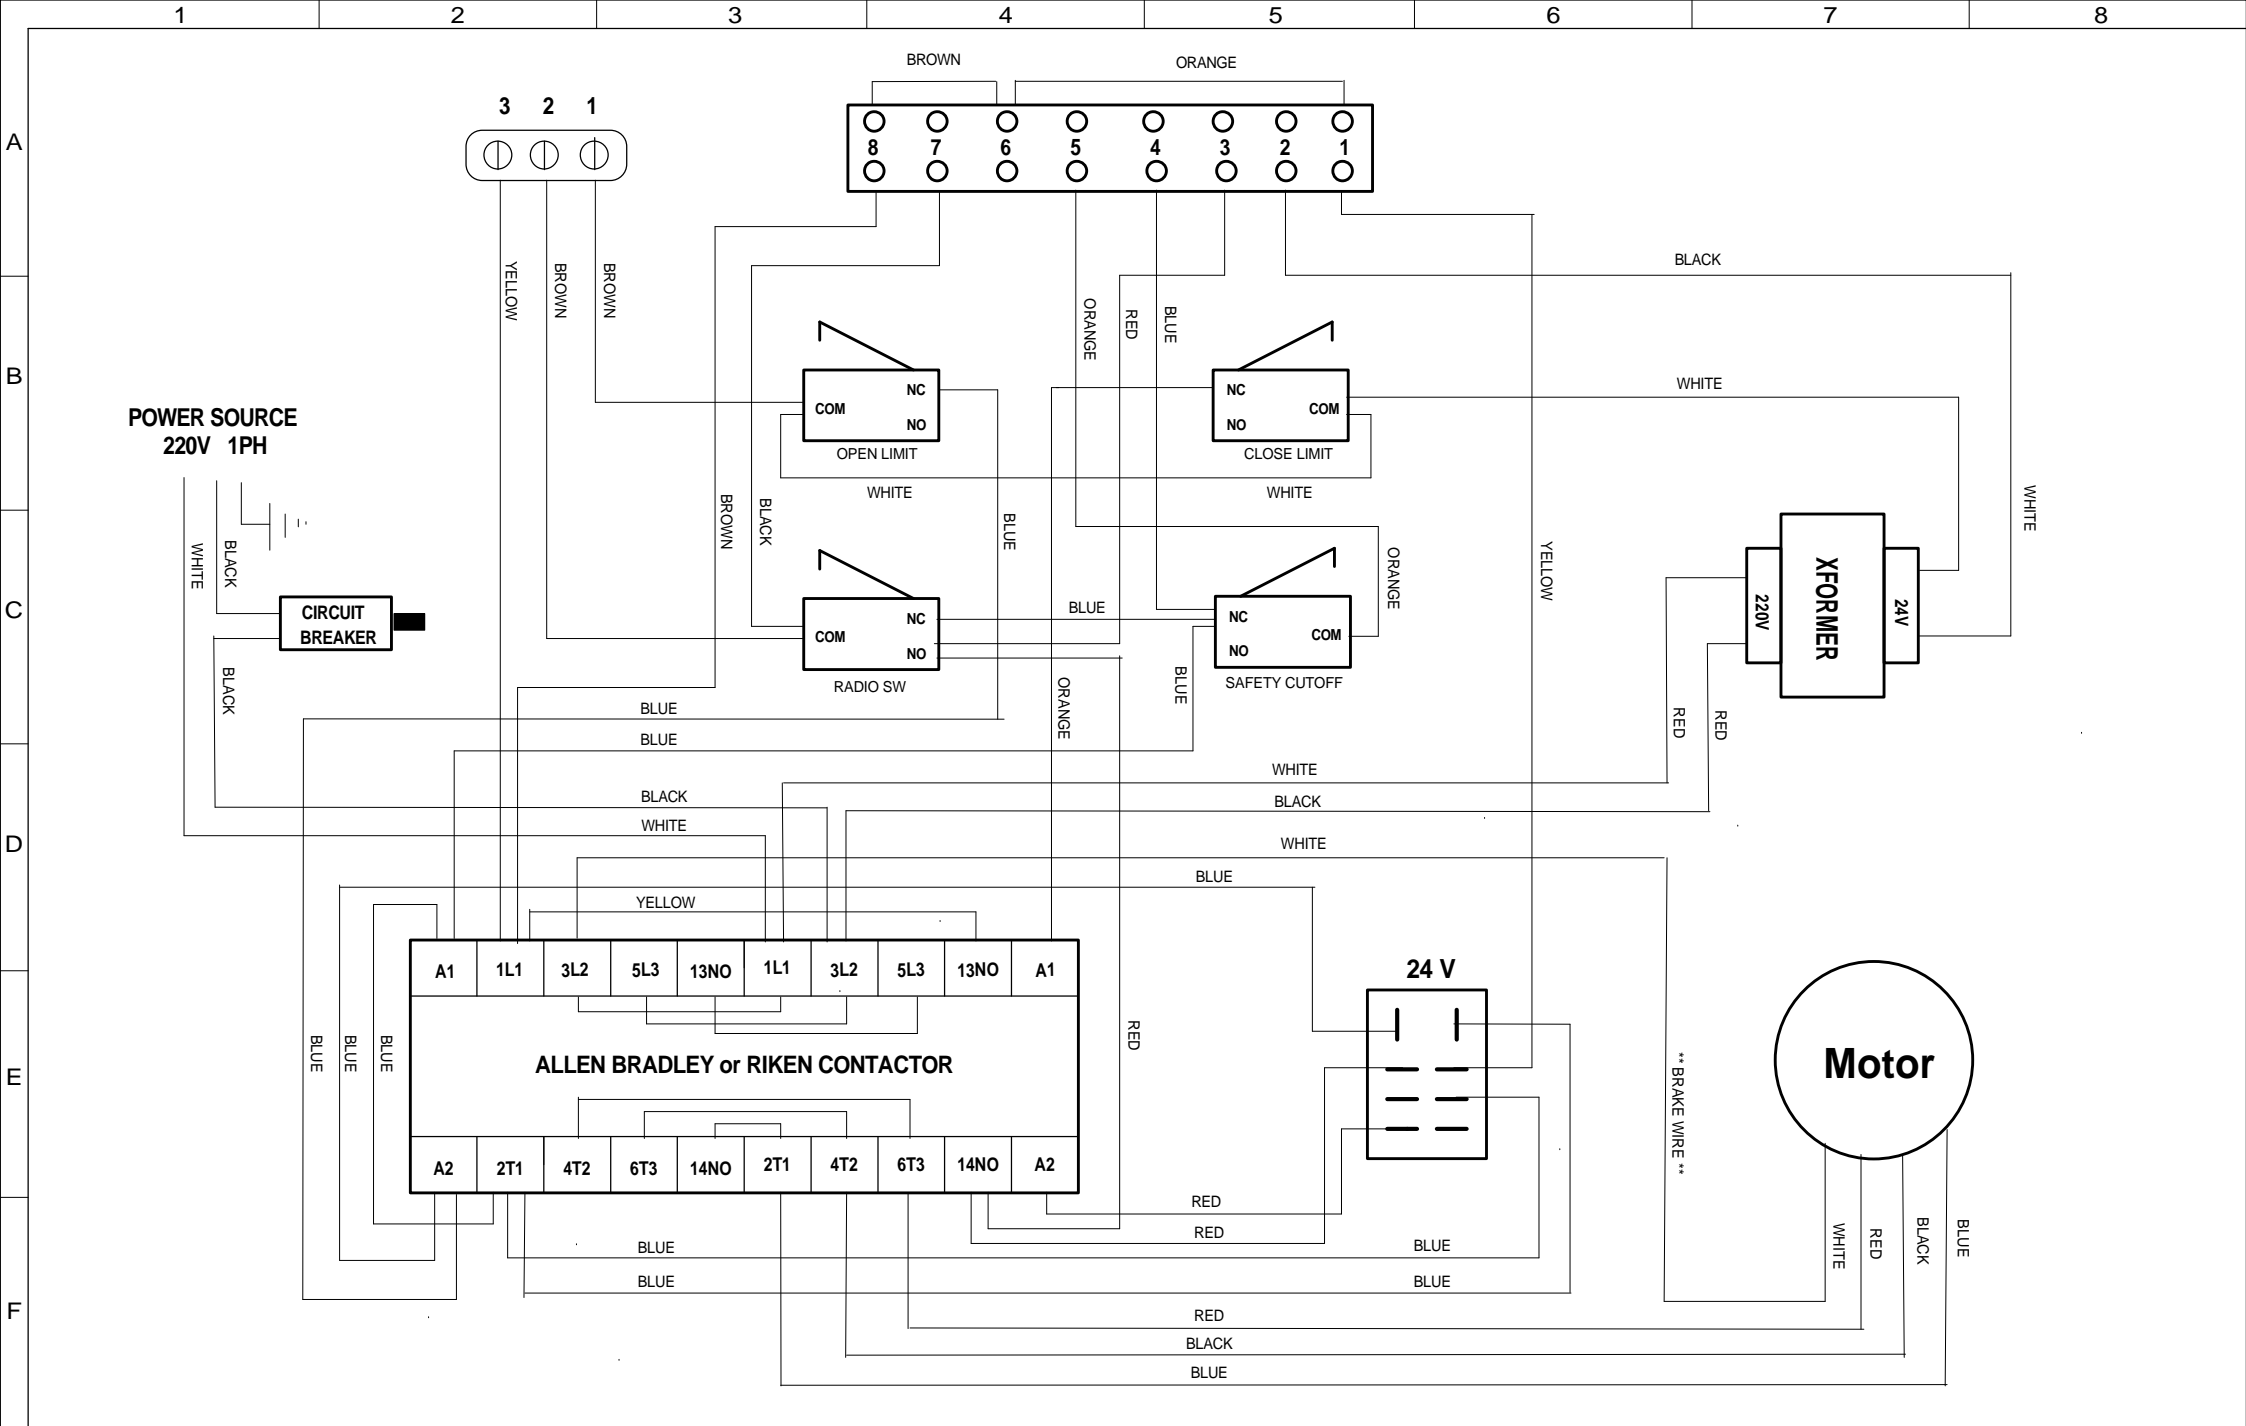 1 2 3 4 5 6 7 8
BROWN ORANGE
3 2 1
A
8 7 6 5 4 3 2 1
BLACK
YELLOW BROWN BROWN ORANGE RED BLUE
B
NC NC
WHITE
COM COM
NO NO
POWER SOURCE
220V 1PH
OPEN LIMIT CLOSE LIMIT
WHITE WHITE
BROWN BLACK BLUE WHITE
WHITE BLACK YELLOW ORANGE
C
CIRCUIT
BREAKER
NC BLUE NC
COM COM
NO NO
220V XFORMER 24V
RADIO SW SAFETY CUTOFF
BLACK BLUE ORANGE RED RED
BLUE
BLUE
WHITE
BLACK BLACK
WHITE
D
WHITE
BLUE
YELLOW
A1 1L1 3L2 5L3 13NO 1L1 3L2 5L3 13NO A1
24 V
BLUE BLUE BLUE RED
E
ALLEN BRADLEY or RIKEN CONTACTOR
Motor
** BRAKE WIRE **
A2 2T1 4T2 6T3 14NO 2T1 4T2 6T3 14NO A2
RED
RED
WHITE RED BLACK BLUE
BLUE BLUE
BLUE BLUE
F
RED
BLACK
BLUE